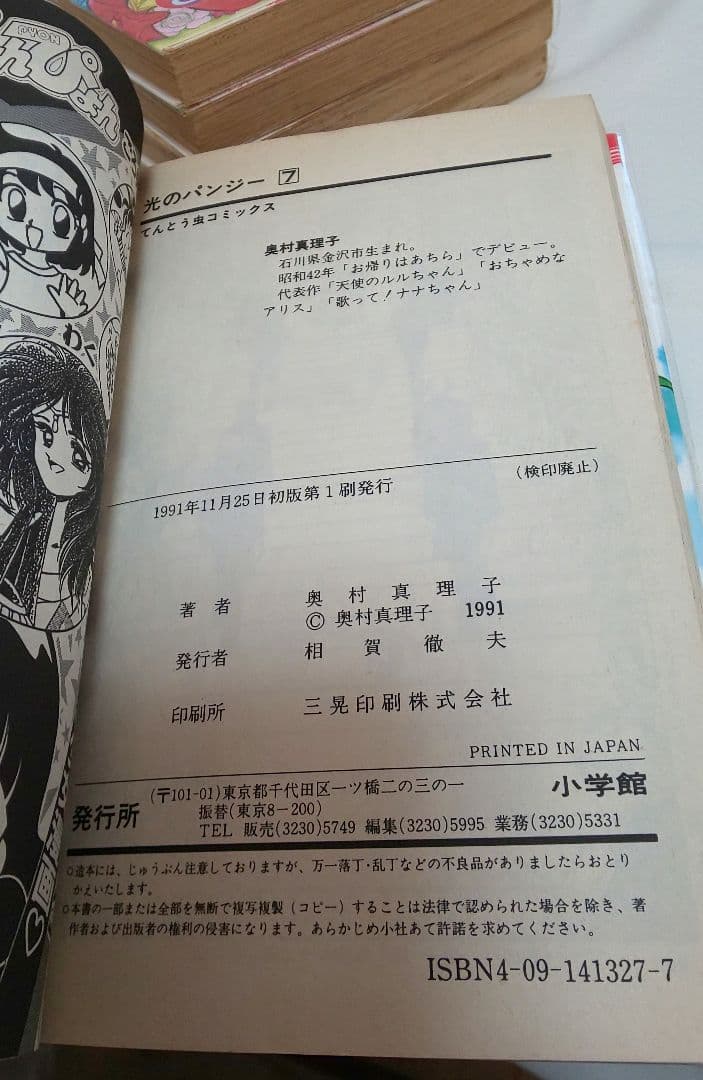 PYON
んぴょん
わく
光のパンジー 7
てんとう虫コミックス
奥村真理子
石川県金沢市生まれ。
昭和42年「お帰りはあちら」でデビュー。
代表作「天使のルルちゃん」「おちゃめな
アリス」「歌って!ナナちゃん」
1991年11月25日初版第1刷発行
(検印廃止)
著者 奥村真理子
© 奥村真理子 1991
発行者 相賀徹夫
印刷所 三晃印刷株式会社
PRINTED IN JAPAN
発行所 (〒101-01)東京都千代田区一ツ橋二の三の一 小学館
振替(東京8-200)
TEL 販売(3230)5749 編集(3230)5995 業務(3230)5331
○造本には、じゅうぶん注意しておりますが、万一落丁・乱丁などの不良品がありましたらおとり
かえいたします。
○本書の一部または全部を無断で複写複製(コピー)することは法律で認められた場合を除き、著
作者および出版者の権利の侵害になります。あらかじめ小社あて許諾を求めてください。
ISBN4-09-141327-7